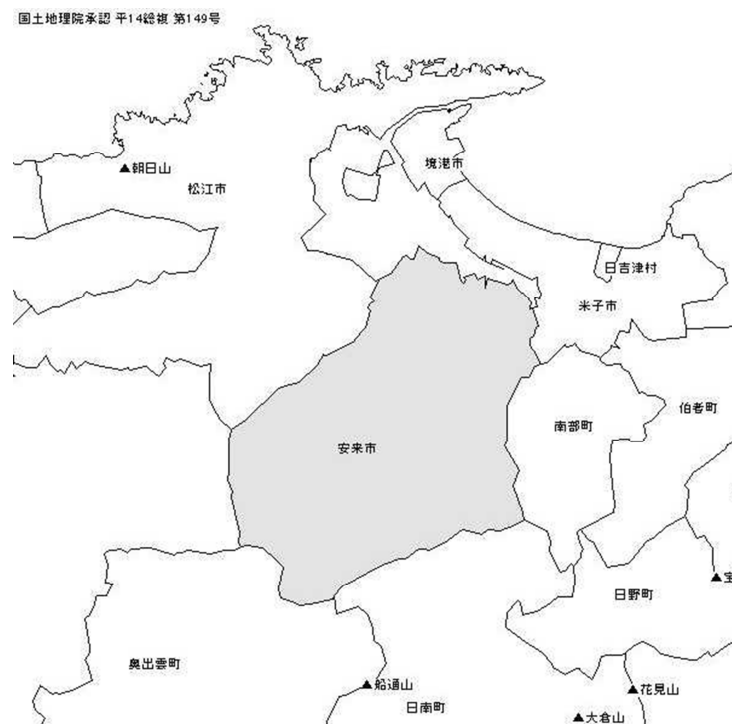 国土地理院承認 平14総複 第149号
▲朝日山
松江市
境港市
日吉津村
米子市
伯耆町
南部町
安来市
▲宝
日野町
奥出雲町
▲船通山
▲花見山
日南町
▲大倉山